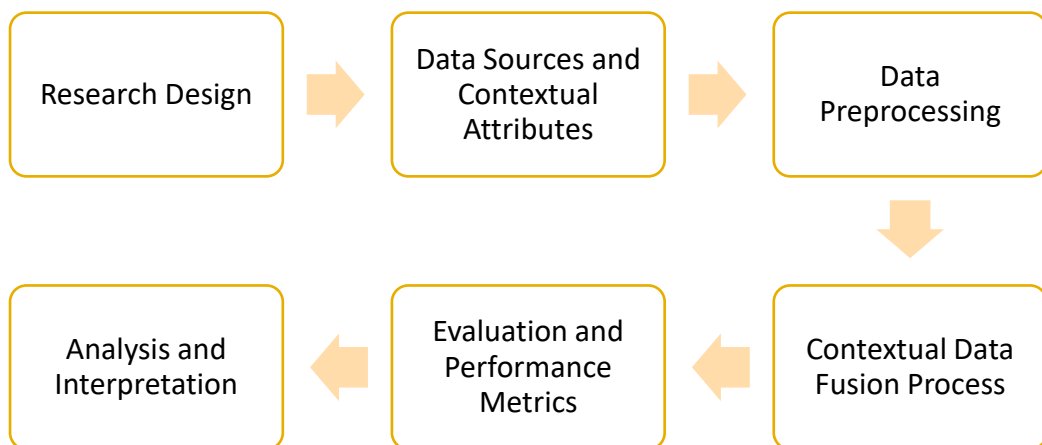 Research Design
Data Sources and
Contextual
Attributes
Data
Preprocessing
Analysis and
Interpretation
Evaluation and
Performance
Metrics
Contextual Data
Fusion Process